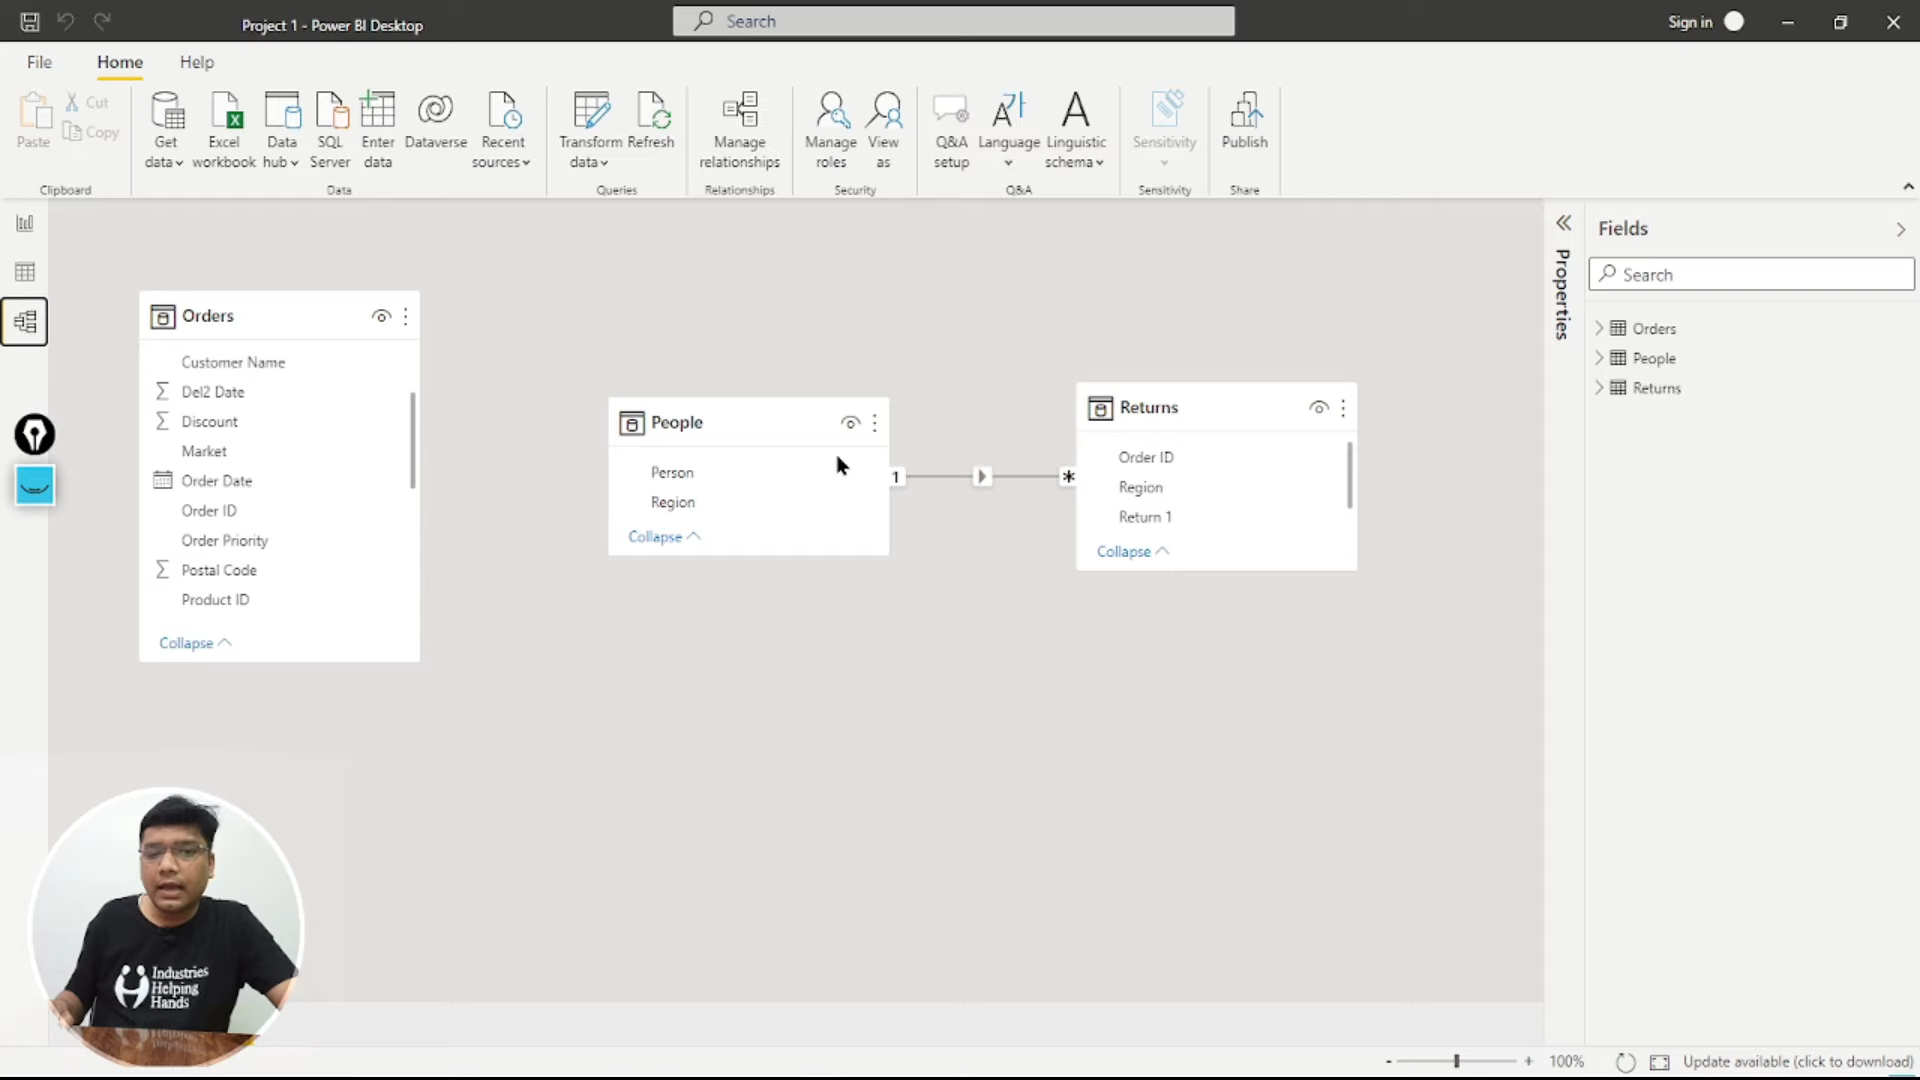 Project 1 - Power BI Desktop
Search
Sign in
File
Home
Help
Paste
Cut
Copy
Clipboard
Get data
Excel workbook
Data hub
SQL Server
Enter data
Dataverse
Recent sources
Data
Transform data
Refresh
Queries
Manage relationships
Relationships
Manage roles
View as
Security
Q&A setup
Language
Linguistic schema
Q&A
Sensitivity
Sensitivity
Publish
Share
Orders
Customer Name
Del2 Date
Discount
Market
Order Date
Order ID
Order Priority
Postal Code
Product ID
Collapse
People
Person
Region
Collapse
1
*
Returns
Order ID
Region
Return 1
Collapse
Properties
Fields
Search
Orders
People
Returns
Industries
Helping
Hands
- + 100%
Update available (click to download)